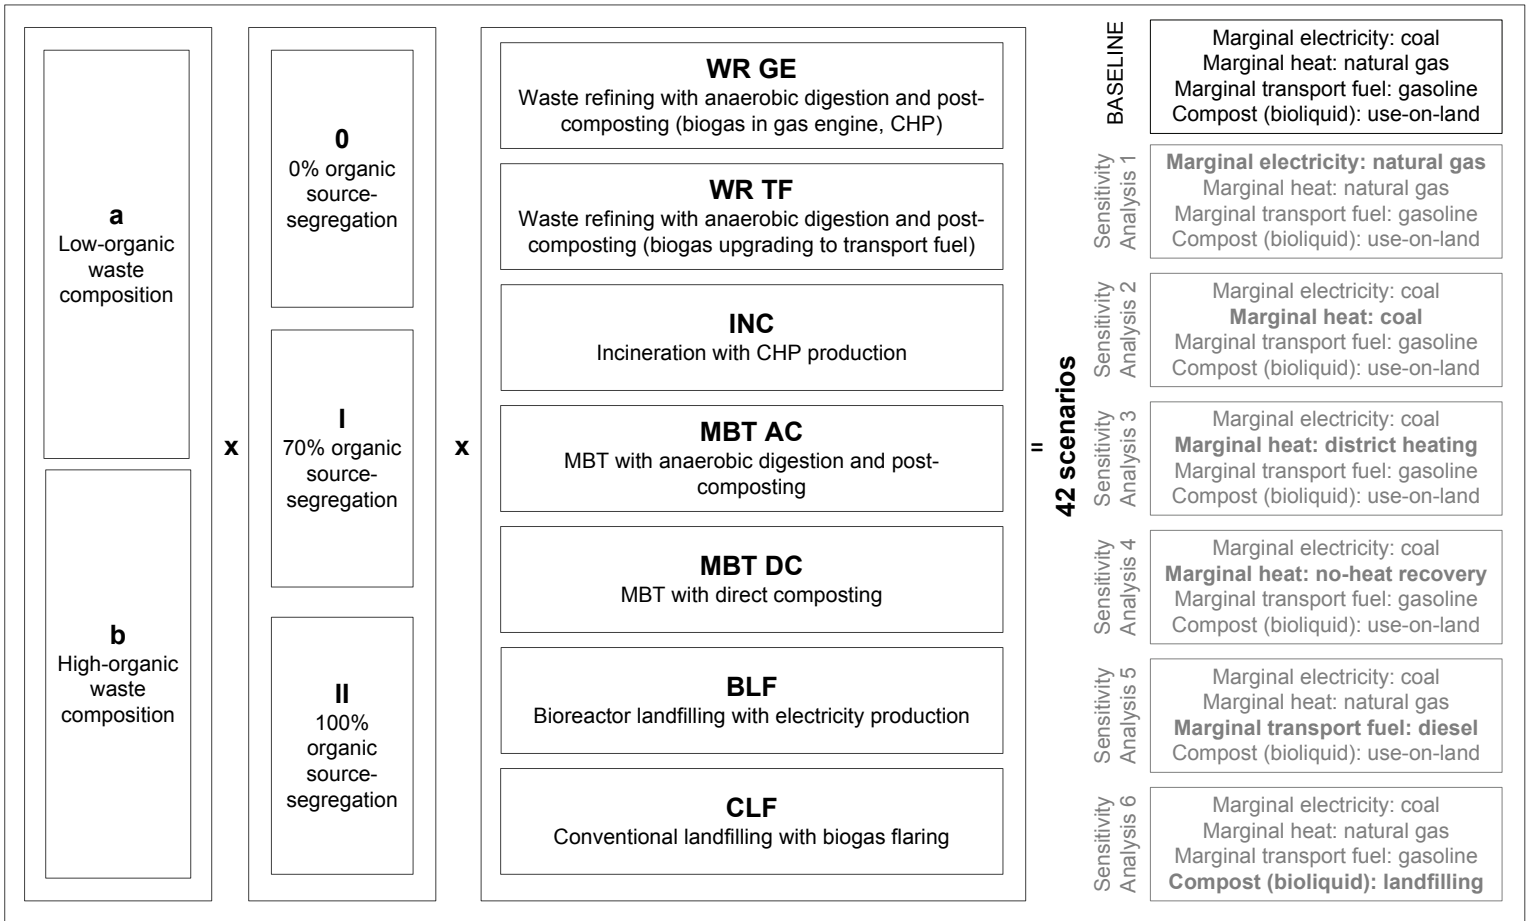 a
Low-organic
waste
composition
b
High-organic
waste
composition
x
0
0% organic
source-
segregation
I
70% organic
source-
segregation
II
100%
organic
source-
segregation
x
WR GE
Waste refining with anaerobic digestion and post-
composting (biogas in gas engine, CHP)
WR TF
Waste refining with anaerobic digestion and post-
composting (biogas upgrading to transport fuel)
INC
Incineration with CHP production
MBT AC
MBT with anaerobic digestion and post-
composting
MBT DC
MBT with direct composting
BLF
Bioreactor landfilling with electricity production
CLF
Conventional landfilling with biogas flaring
=
42 scenarios
BASELINE
Marginal electricity: coal
Marginal heat: natural gas
Marginal transport fuel: gasoline
Compost (bioliquid): use-on-land
Sensitivity
Analysis 1
Marginal electricity: natural gas
Marginal heat: natural gas
Marginal transport fuel: gasoline
Compost (bioliquid): use-on-land
Sensitivity
Analysis 2
Marginal electricity: coal
Marginal heat: coal
Marginal transport fuel: gasoline
Compost (bioliquid): use-on-land
Sensitivity
Analysis 3
Marginal electricity: coal
Marginal heat: district heating
Marginal transport fuel: gasoline
Compost (bioliquid): use-on-land
Sensitivity
Analysis 4
Marginal electricity: coal
Marginal heat: no-heat recovery
Marginal transport fuel: gasoline
Compost (bioliquid): use-on-land
Sensitivity
Analysis 5
Marginal electricity: coal
Marginal heat: natural gas
Marginal transport fuel: diesel
Compost (bioliquid): use-on-land
Sensitivity
Analysis 6
Marginal electricity: coal
Marginal heat: natural gas
Marginal transport fuel: gasoline
Compost (bioliquid): landfilling